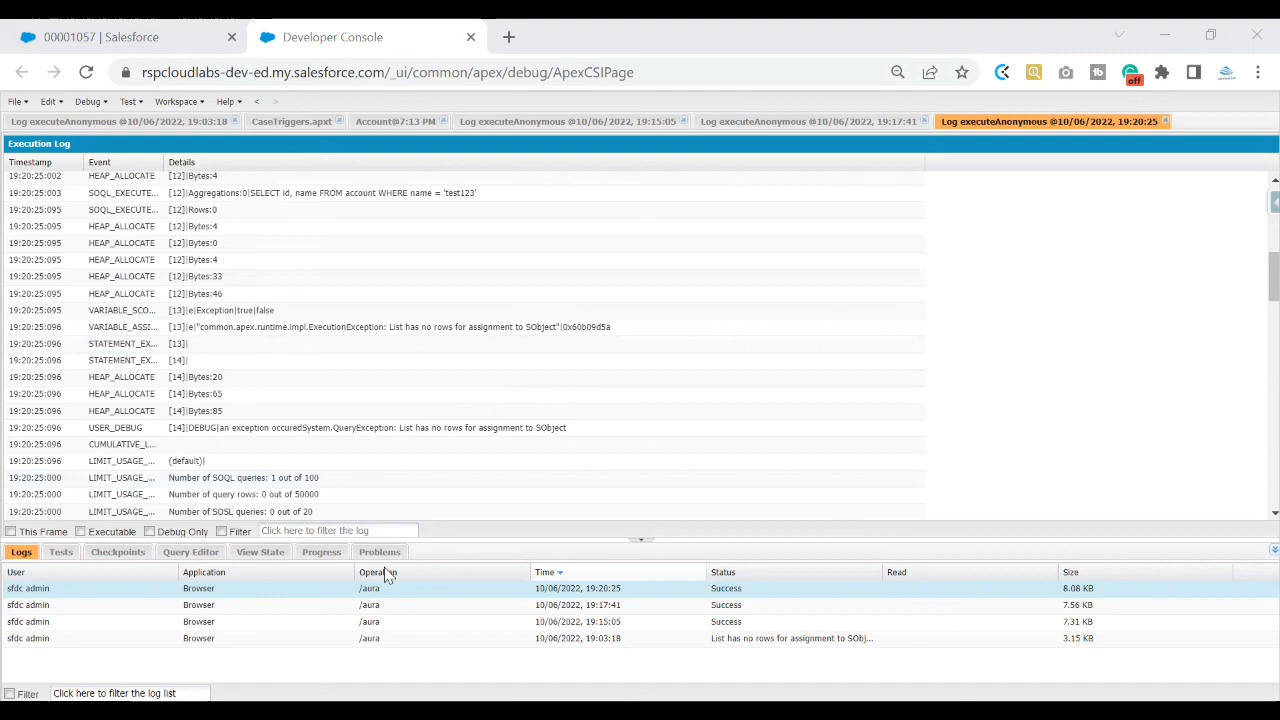 00001057 | Salesforce
Developer Console
rspcloudlabs-dev-ed.my.salesforce.com/_ui/common/apex/debug/ApexCSIPage
off
File Edit Debug Test Workspace Help < >
Log executeAnonymous @10/06/2022, 19:03:18 CaseTriggers.apxt Account@7:13 PM Log executeAnonymous @10/06/2022, 19:15:05 Log executeAnonymous @10/06/2022, 19:17:41 Log executeAnonymous @10/06/2022, 19:20:25
Execution Log
Timestamp Event Details
19:20:25:002 HEAP_ALLOCATE [12]|Bytes:4
19:20:25:003 SOQL_EXECUTE... [12]|Aggregations:0|SELECT id, name FROM account WHERE name = 'test123'
19:20:25:095 SOQL_EXECUTE... [12]|Rows:0
19:20:25:095 HEAP_ALLOCATE [12]|Bytes:4
19:20:25:095 HEAP_ALLOCATE [12]|Bytes:0
19:20:25:095 HEAP_ALLOCATE [12]|Bytes:4
19:20:25:095 HEAP_ALLOCATE [12]|Bytes:33
19:20:25:095 HEAP_ALLOCATE [12]|Bytes:46
19:20:25:095 VARIABLE_SCO... [13]|e|Exception|true|false
19:20:25:096 VARIABLE_ASSI... [13]|e|"common.apex.runtime.impl.ExecutionException: List has no rows for assignment to SObject"|0x60b09d5a
19:20:25:096 STATEMENT_EX... [13]|
19:20:25:096 STATEMENT_EX... [14]|
19:20:25:096 HEAP_ALLOCATE [14]|Bytes:20
19:20:25:096 HEAP_ALLOCATE [14]|Bytes:65
19:20:25:096 HEAP_ALLOCATE [14]|Bytes:85
19:20:25:096 USER_DEBUG [14]|DEBUG|an exception occuredSystem.QueryException: List has no rows for assignment to SObject
19:20:25:096 CUMULATIVE_L...
19:20:25:096 LIMIT_USAGE_... (default)|
19:20:25:000 LIMIT_USAGE_... Number of SOQL queries: 1 out of 100
19:20:25:000 LIMIT_USAGE_... Number of query rows: 0 out of 50000
19:20:25:000 LIMIT_USAGE_... Number of SOSL queries: 0 out of 20
This Frame Executable Debug Only Filter Click here to filter the log
Logs Tests Checkpoints Query Editor View State Progress Problems
User Application Operation Time Status Read Size
sfdc admin Browser /aura 10/06/2022, 19:20:25 Success 8.08 KB
sfdc admin Browser /aura 10/06/2022, 19:17:41 Success 7.56 KB
sfdc admin Browser /aura 10/06/2022, 19:15:05 Success 7.31 KB
sfdc admin Browser /aura 10/06/2022, 19:03:18 List has no rows for assignment to SObj... 3.15 KB
Filter Click here to filter the log list